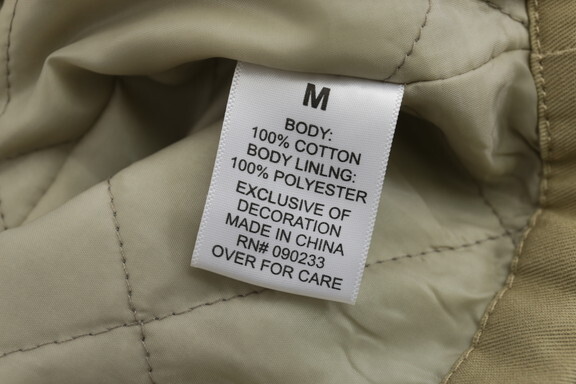 M
BODY:
100% COTTON
BODY LINLNG:
100% POLYESTER
EXCLUSIVE OF
DECORATION
MADE IN CHINA
RN# 090233
OVER FOR CARE